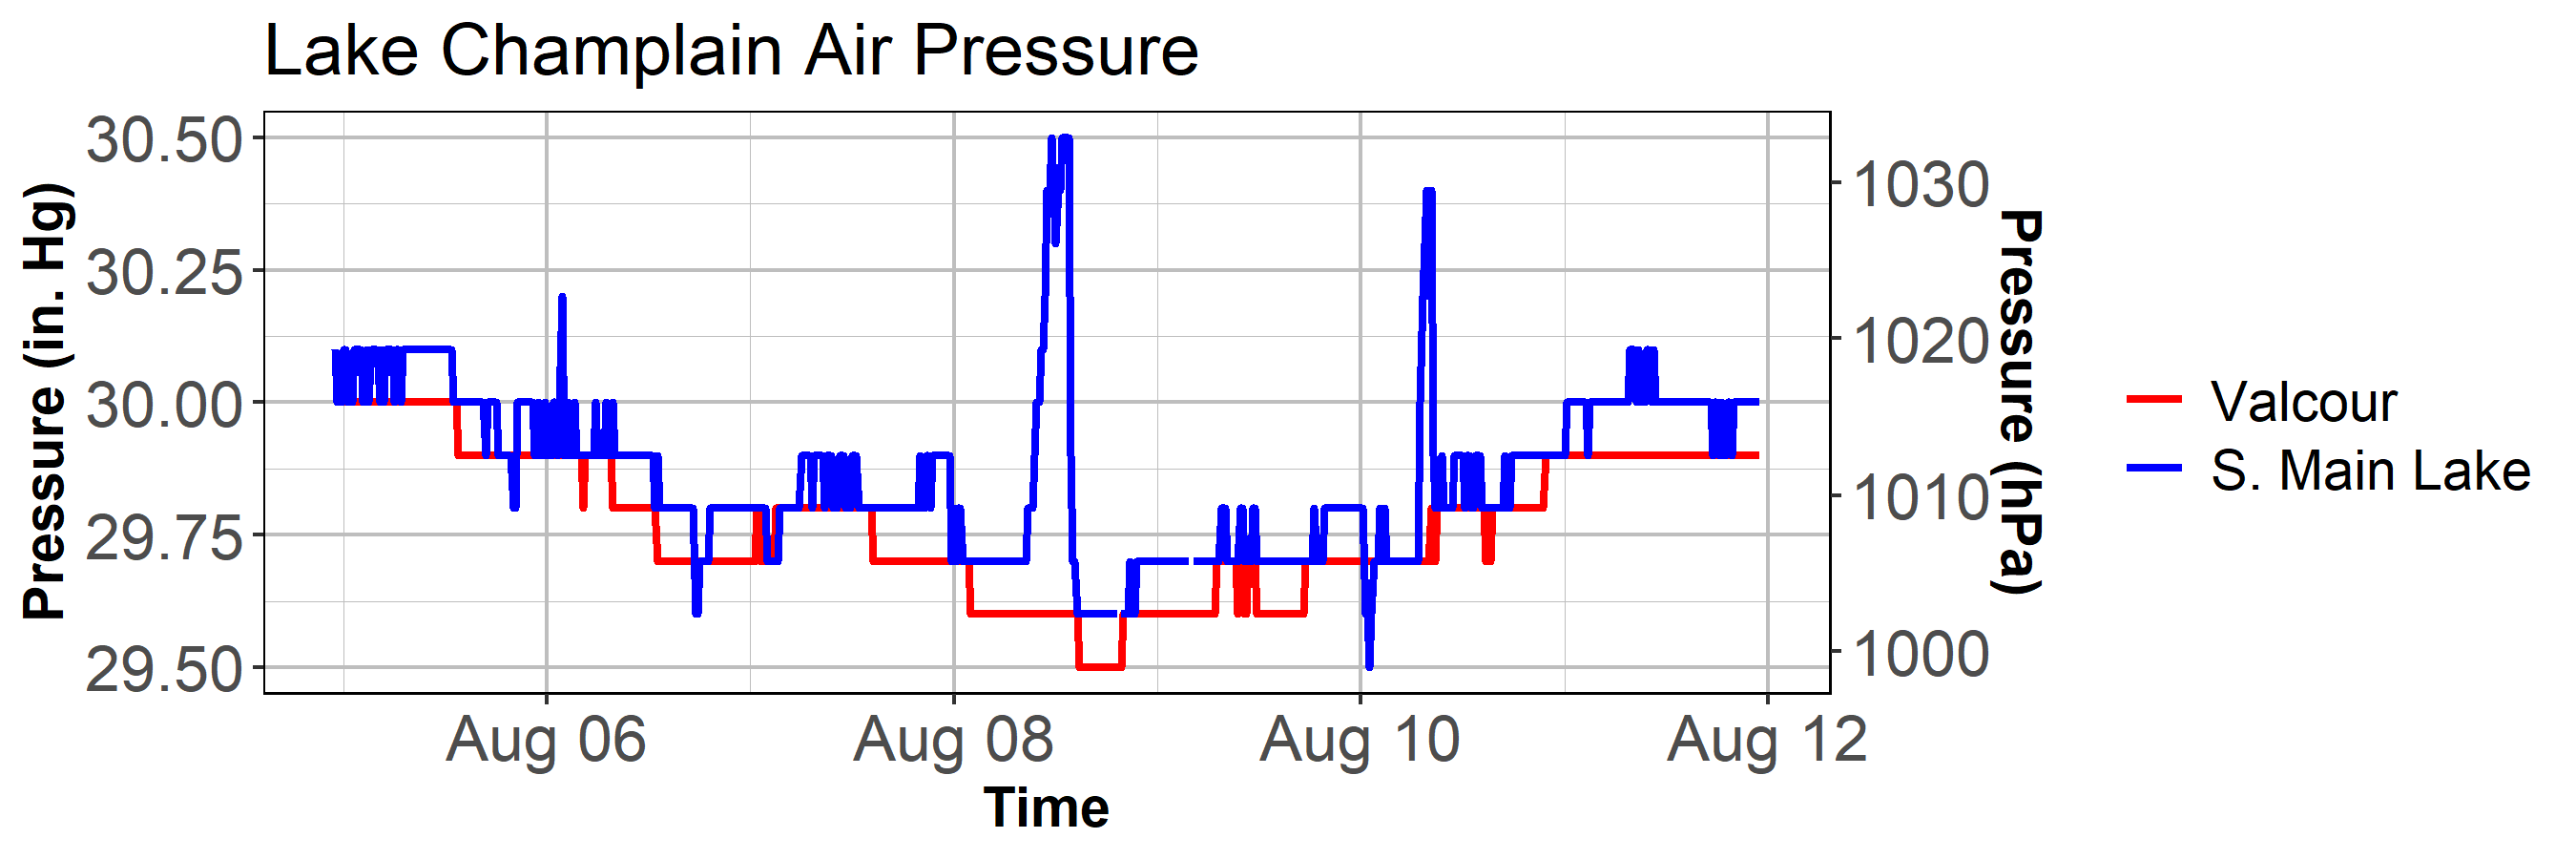 Lake Champlain Air Pressure
30.50
30.25
30.00
29.75
29.50
Pressure (in. Hg)
1030
1020
1010
1000
Pressure (hPa)
Aug 06
Aug 08
Aug 10
Aug 12
Time
Valcour
S. Main Lake